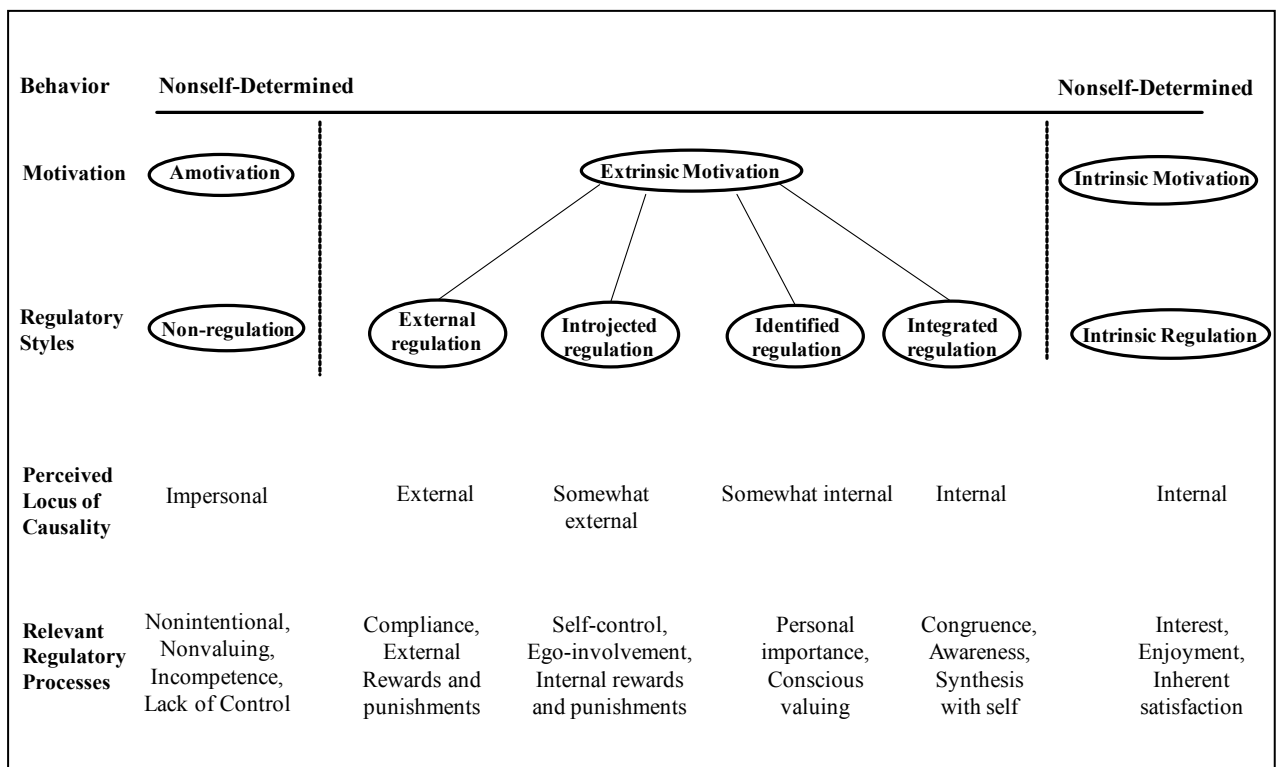 Behavior Nonself-Determined Nonself-Determined
Motivation Amotivation Extrinsic Motivation Intrinsic Motivation
Regulatory
Styles
Non-regulation
External
regulation
Introjected
regulation
Identified
regulation
Integrated
regulation
Intrinsic Regulation
Perceived
Locus of
Causality
Impersonal
External
Somewhat
external
Somewhat internal
Internal
Internal
Relevant
Regulatory
Processes
Nonintentional,
Nonvaluing,
Incompetence,
Lack of Control
Compliance,
External
Rewards and
punishments
Self-control,
Ego-involvement,
Internal rewards
and punishments
Personal
importance,
Conscious
valuing
Congruence,
Awareness,
Synthesis
with self
Interest,
Enjoyment,
Inherent
satisfaction